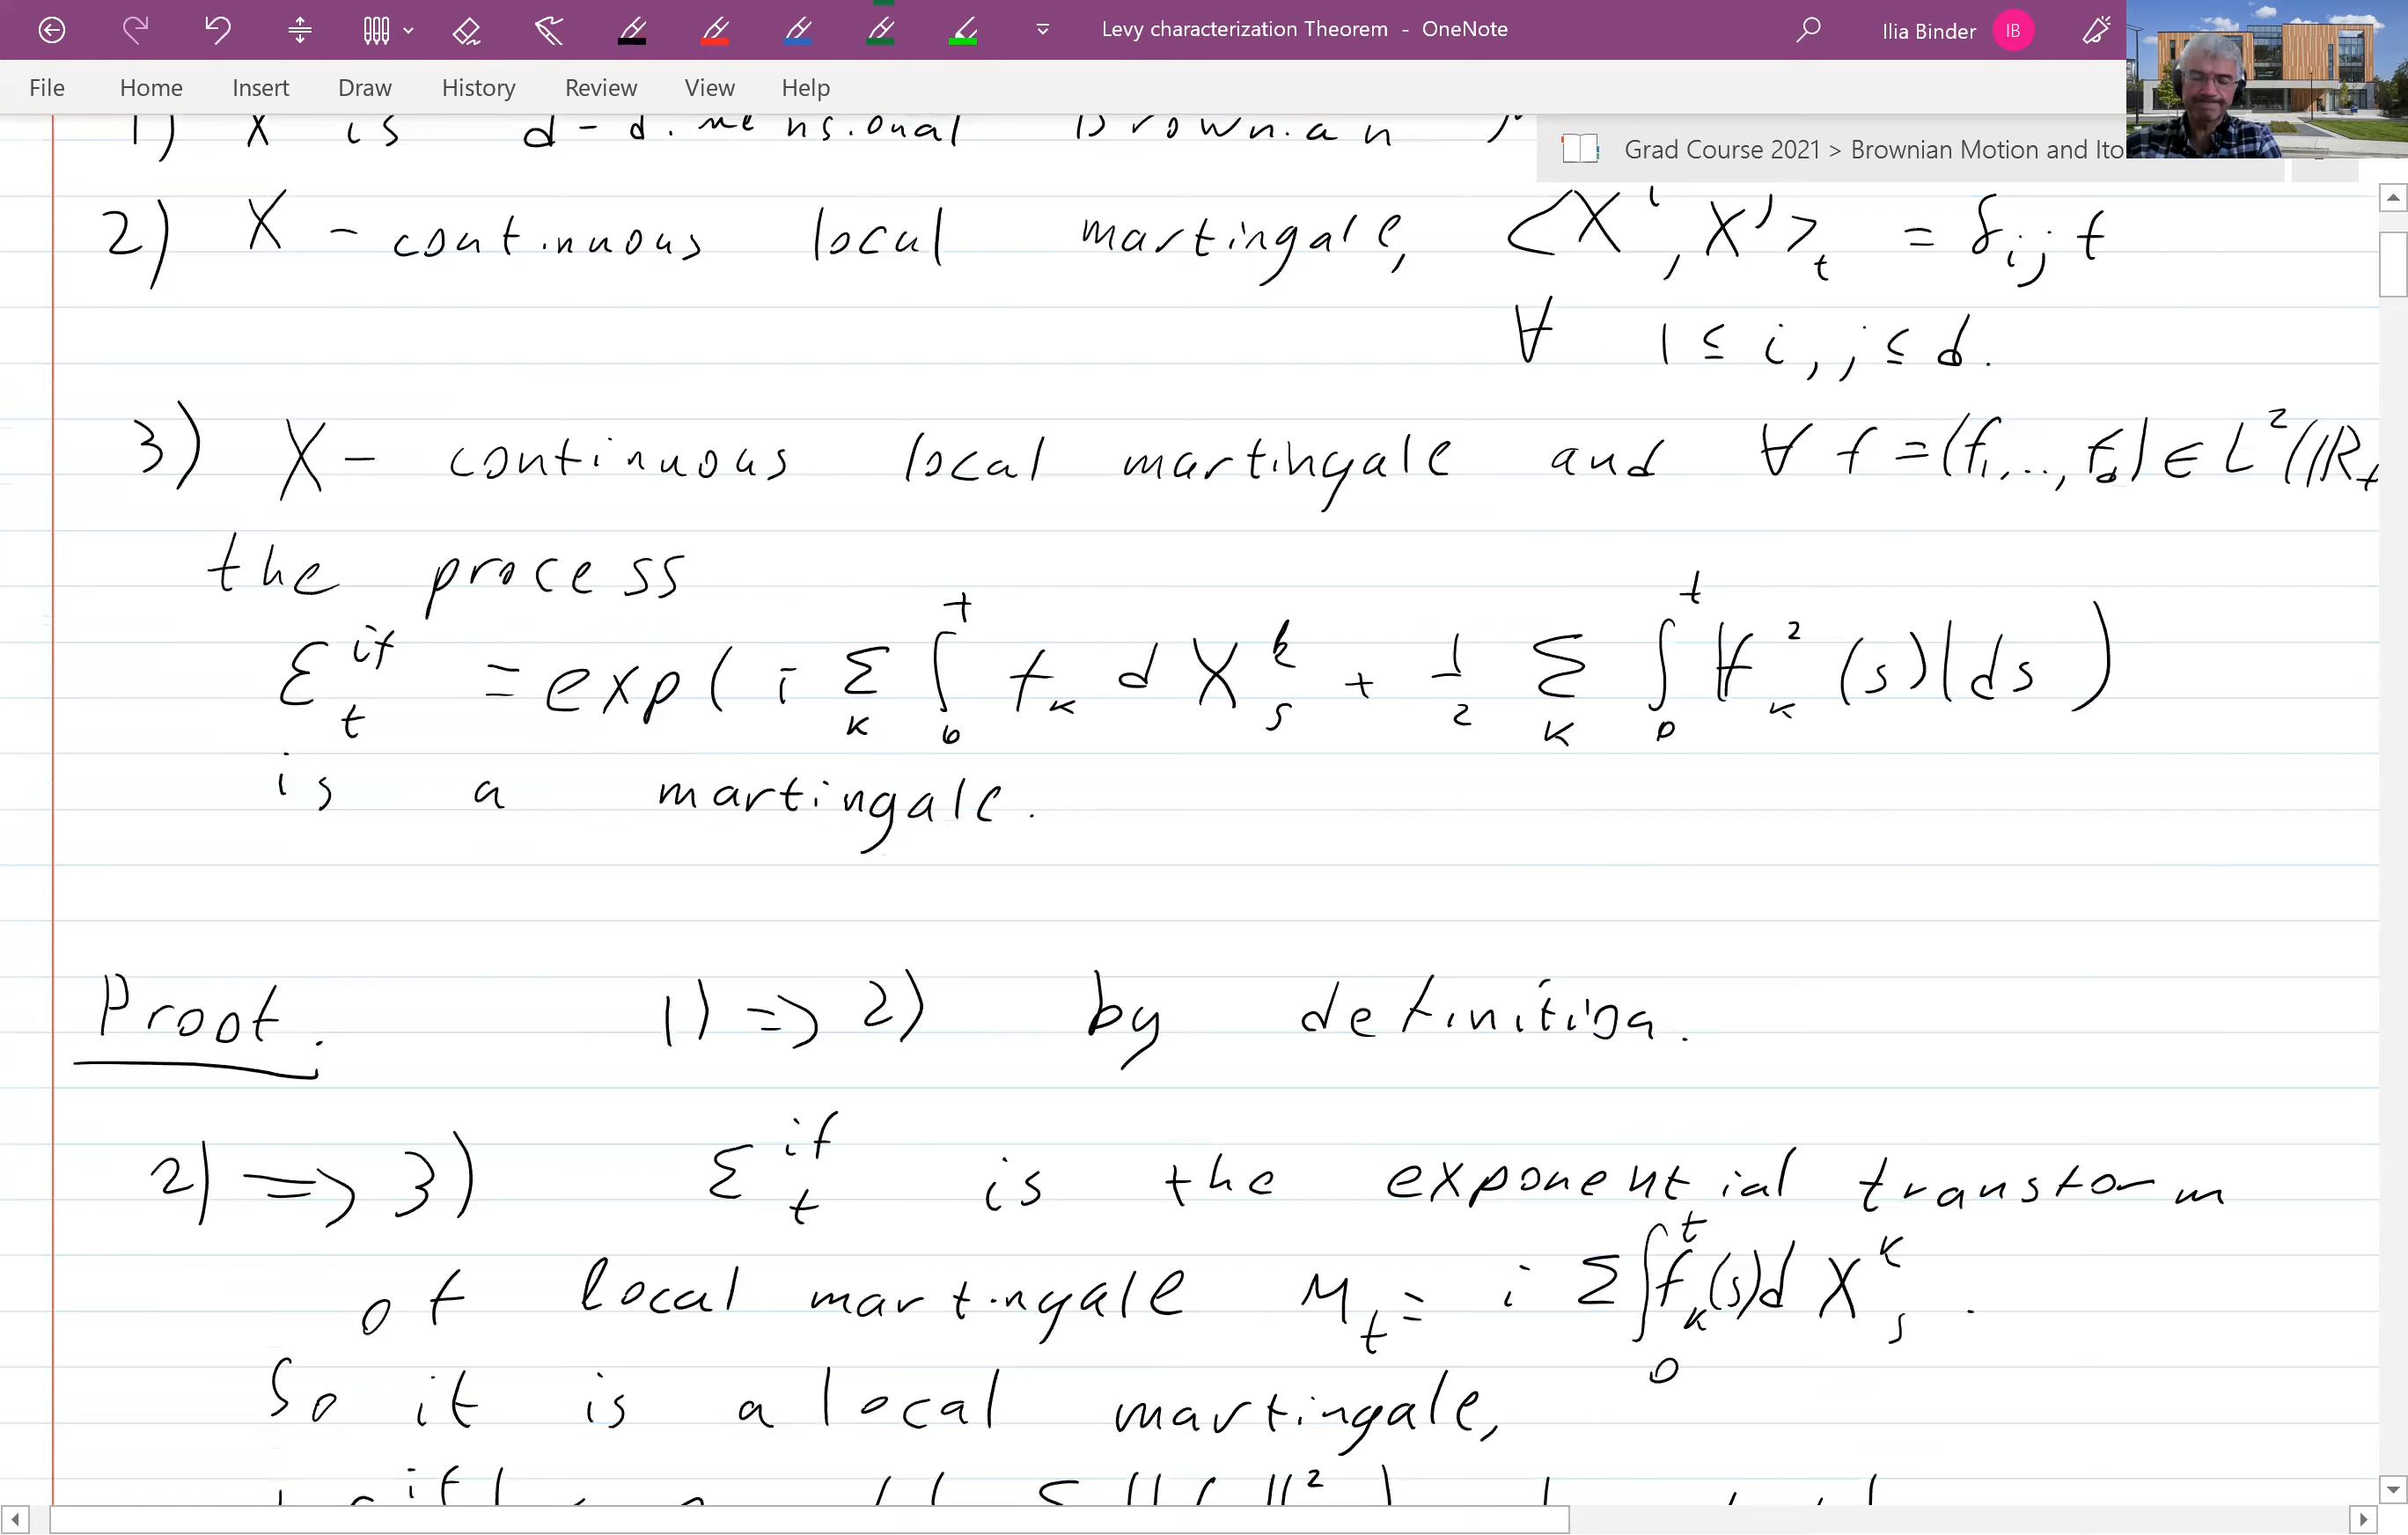 Levy characterization Theorem - OneNote
Ilia Binder IB
File Home Insert Draw History Review View Help
Grad Course 2021 > Brownian Motion and Ito
1) X is d-dimensional Brownian
2) X - continuous local martingale, <X^i, X^j>_t = δ_ij t
∀ 1 ≤ i, j ≤ d.
3) X - continuous local martingale and ∀ f = (f_1, ..., f_d) ∈ L^2(ℝ_+
the process
ℰ_t^{if} = exp( i Σ_k ∫_0^t f_k dX_s^k + 1/2 Σ_k ∫_0^t |f_k^2(s)| ds )
is a martingale.
Proof. 1) => 2) by definition.
2) => 3) ℰ_t^{if} is the exponential transform
of local martingale M_t = i Σ ∫_0^t f_k(s) dX_s^k .
So it is a local martingale,